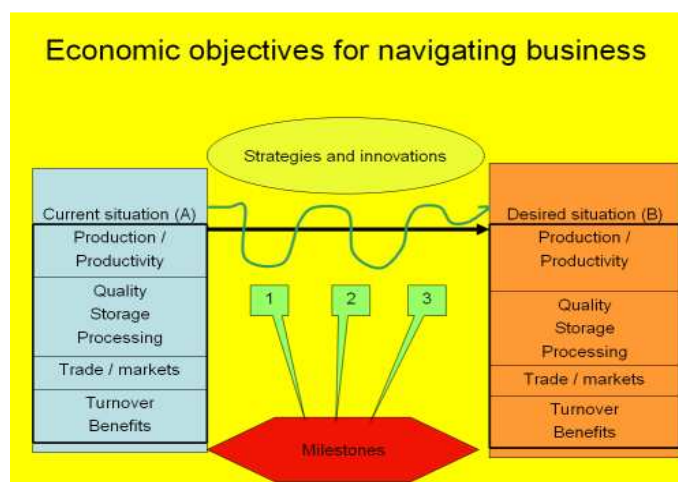 Economic objectives for navigating business
Strategies and innovations
Current situation (A)
Production /
Productivity
Quality
Storage
Processing
Trade / markets
Turnover
Benefits
1
2
3
Milestones
Desired situation (B)
Production /
Productivity
Quality
Storage
Processing
Trade / markets
Turnover
Benefits